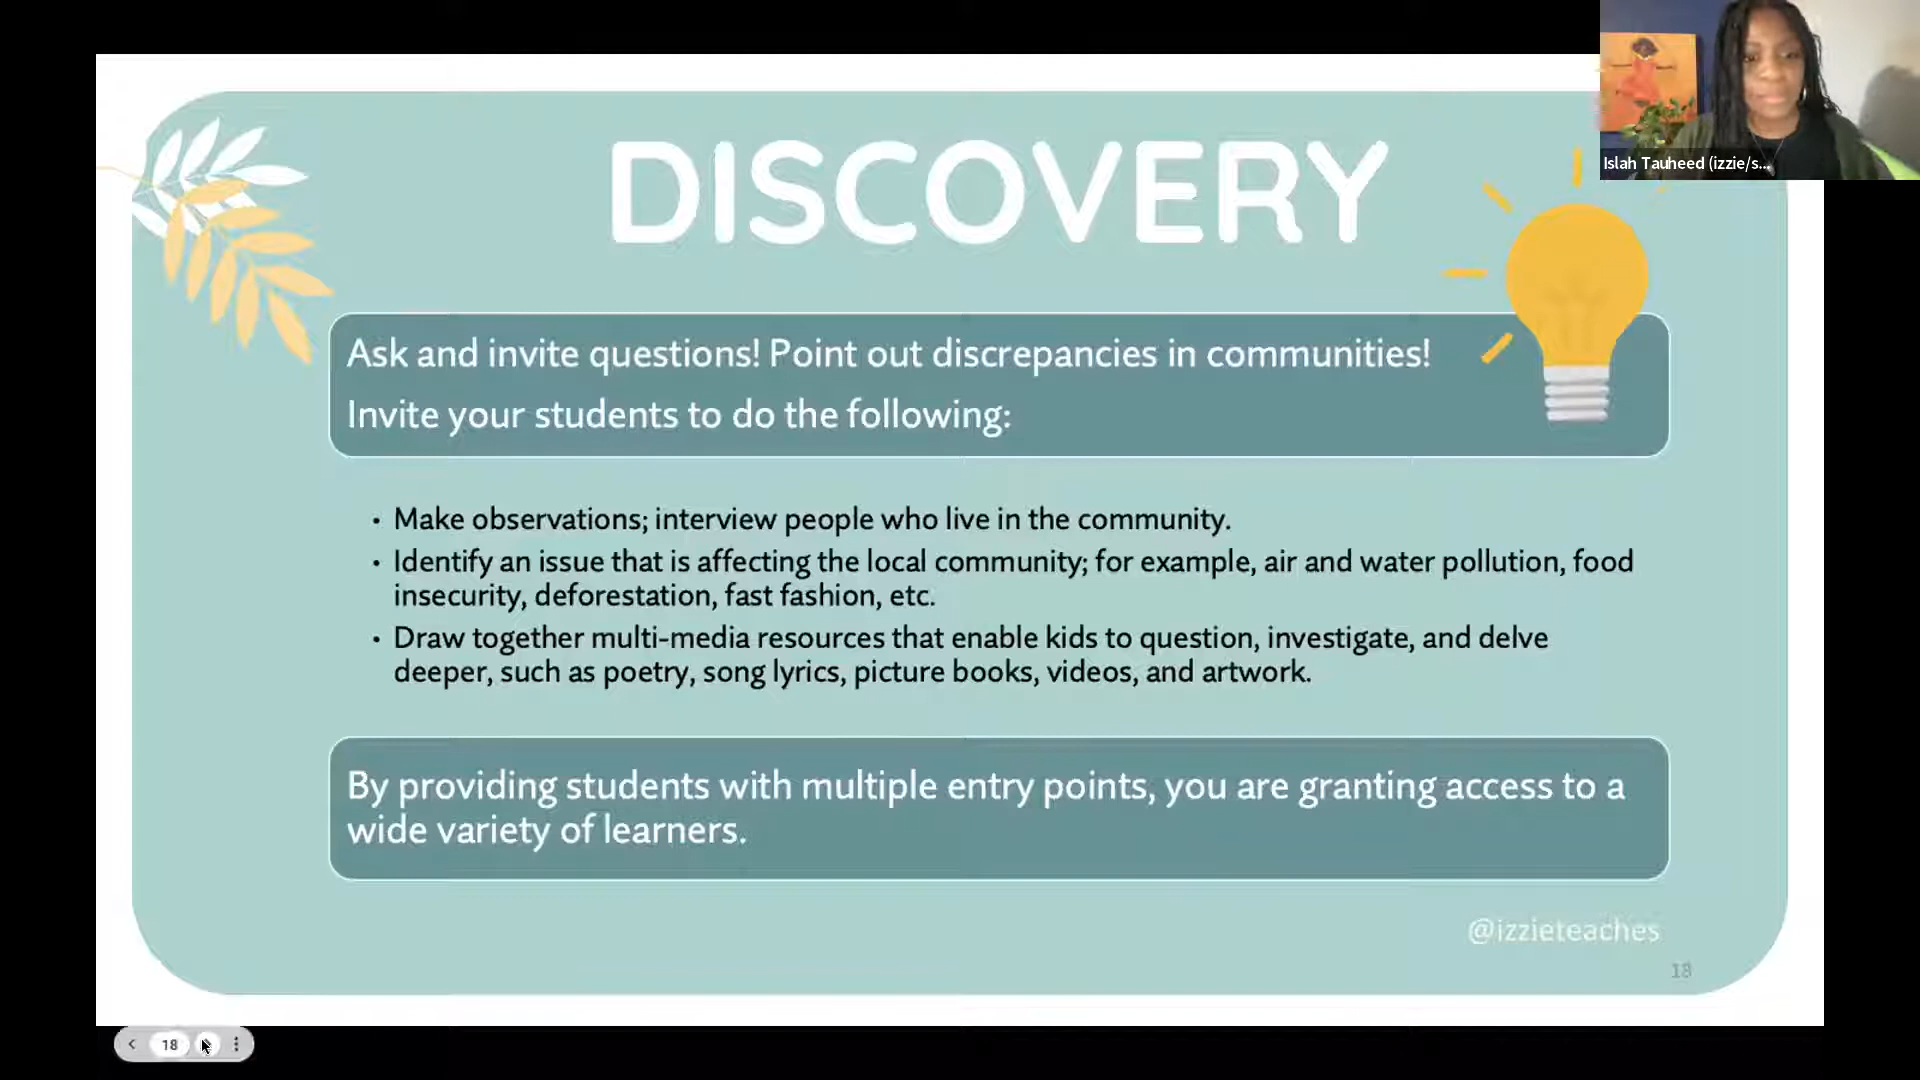 Islah Tauheed (izzie/s...
DISCOVERY
Ask and invite questions! Point out discrepancies in communities!
Invite your students to do the following:
• Make observations; interview people who live in the community.
• Identify an issue that is affecting the local community; for example, air and water pollution, food
insecurity, deforestation, fast fashion, etc.
• Draw together multi-media resources that enable kids to question, investigate, and delve
deeper, such as poetry, song lyrics, picture books, videos, and artwork.
By providing students with multiple entry points, you are granting access to a
wide variety of learners.
@izzieteaches
18
18